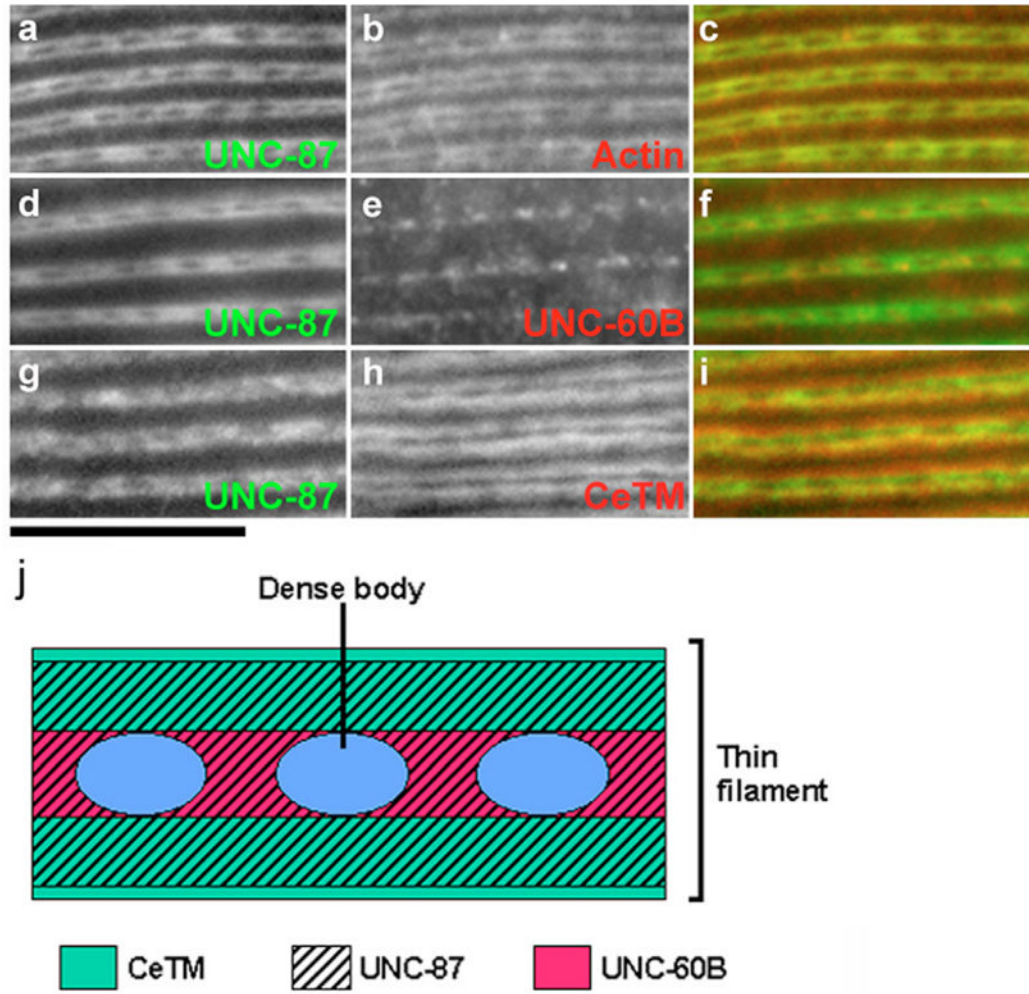 a b c
UNC-87 Actin
d e f
UNC-87 UNC-60B
g h i
UNC-87 CeTM
j
Dense body
Thin
filament
CeTM UNC-87 UNC-60B